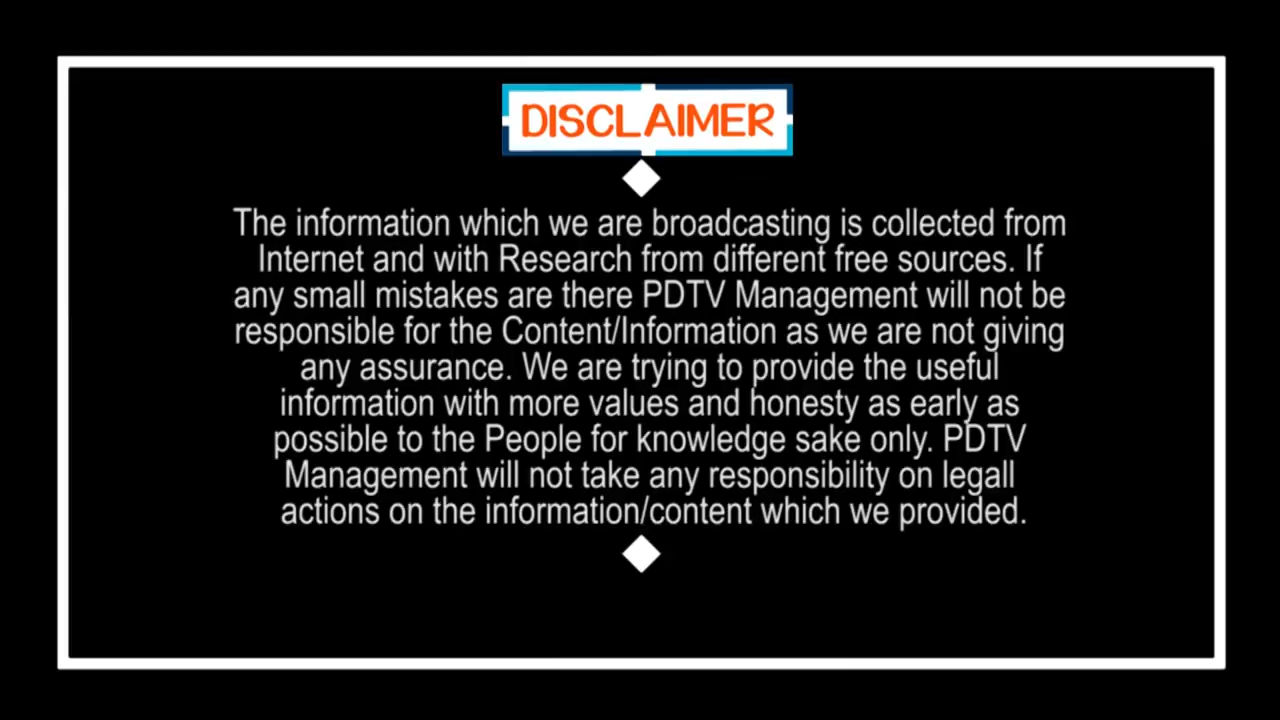 DISCLAIMER
The information which we are broadcasting is collected from
Internet and with Research from different free sources. If
any small mistakes are there PDTV Management will not be
responsible for the Content/Information as we are not giving
any assurance. We are trying to provide the useful
information with more values and honesty as early as
possible to the People for knowledge sake only. PDTV
Management will not take any responsibility on legall
actions on the information/content which we provided.